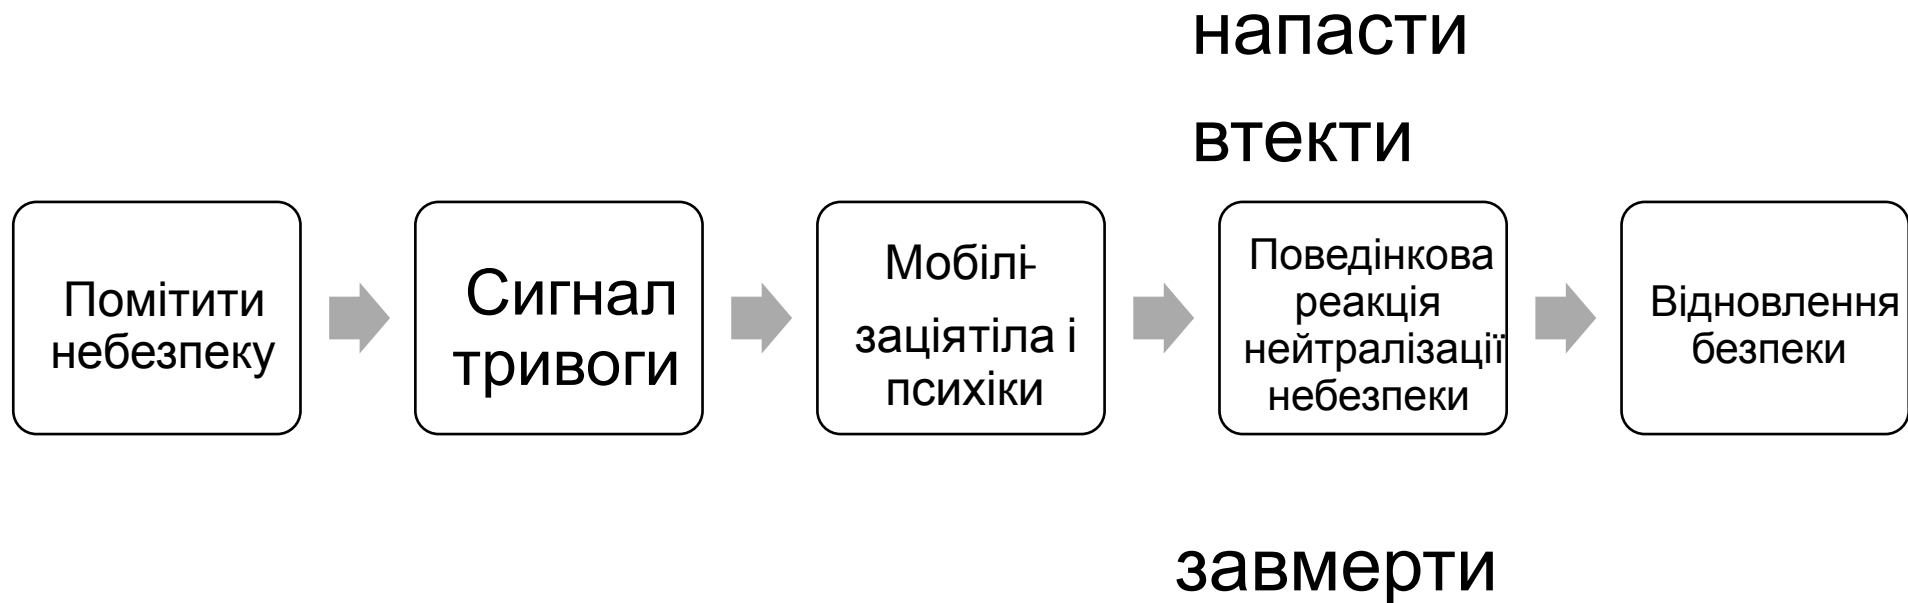 напасти
втекти
Помітити
небезпеку
Сигнал
тривоги
Мобілі-
заціятіла і
психіки
Поведінкова
реакція
нейтралізації
небезпеки
Відновлення
безпеки
завмерти